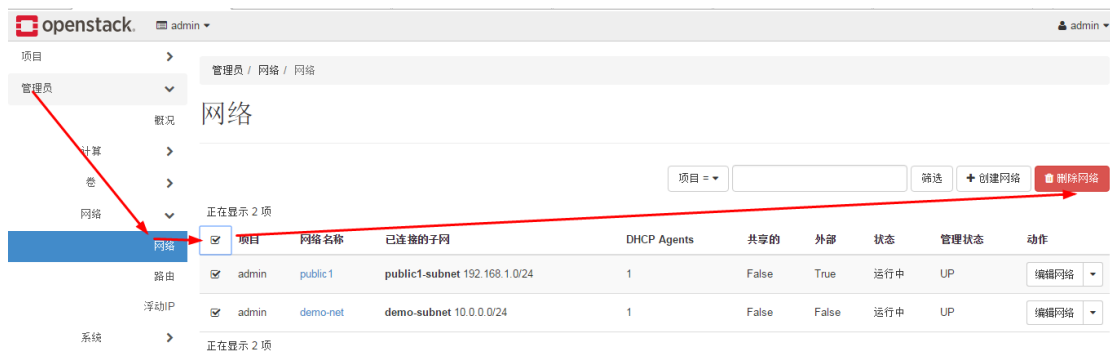 openstack. admin admin
项目
管理员
概况
计算
卷
网络
网络
路由
浮动IP
系统
管理员 / 网络 / 网络
网络
项目 = 筛选 + 创建网络 删除网络
正在显示 2 项
项目 网络名称 已连接的子网 DHCP Agents 共享的 外部 状态 管理状态 动作
admin public1 public1-subnet 192.168.1.0/24 1 False True 运行中 UP 编辑网络
admin demo-net demo-subnet 10.0.0.0/24 1 False False 运行中 UP 编辑网络
正在显示 2 项